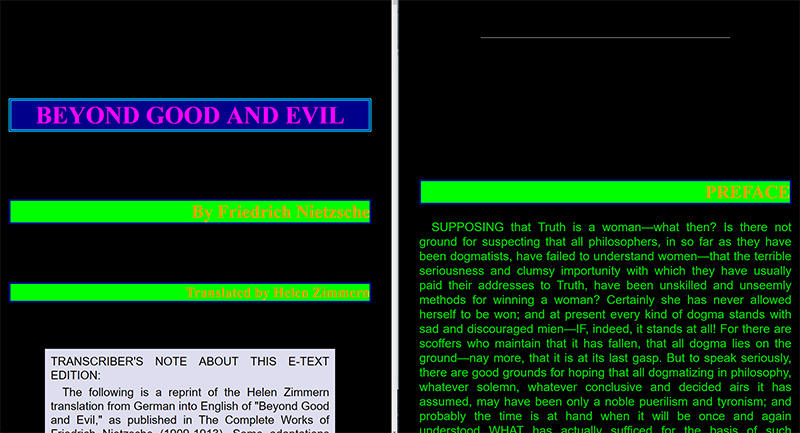 BEYOND GOOD AND EVIL
By Friedrich Nietzsche
Translated by Helen Zimmern
TRANSCRIBER'S NOTE ABOUT THIS E-TEXT
EDITION:
The following is a reprint of the Helen Zimmern
translation from German into English of "Beyond Good
and Evil," as published in The Complete Works of
Friedrich Nietzsche (1909-1913). Some adaptations
PREFACE
SUPPOSING that Truth is a woman—what then? Is there not
ground for suspecting that all philosophers, in so far as they have
been dogmatists, have failed to understand women—that the terrible
seriousness and clumsy importunity with which they have usually
paid their addresses to Truth, have been unskilled and unseemly
methods for winning a woman? Certainly she has never allowed
herself to be won; and at present every kind of dogma stands with
sad and discouraged mien—IF, indeed, it stands at all! For there are
scoffers who maintain that it has fallen, that all dogma lies on the
ground—nay more, that it is at its last gasp. But to speak seriously,
there are good grounds for hoping that all dogmatizing in philosophy,
whatever solemn, whatever conclusive and decided airs it has
assumed, may have been only a noble puerilism and tyronism; and
probably the time is at hand when it will be once and again
understood WHAT has actually sufficed for the basis of such